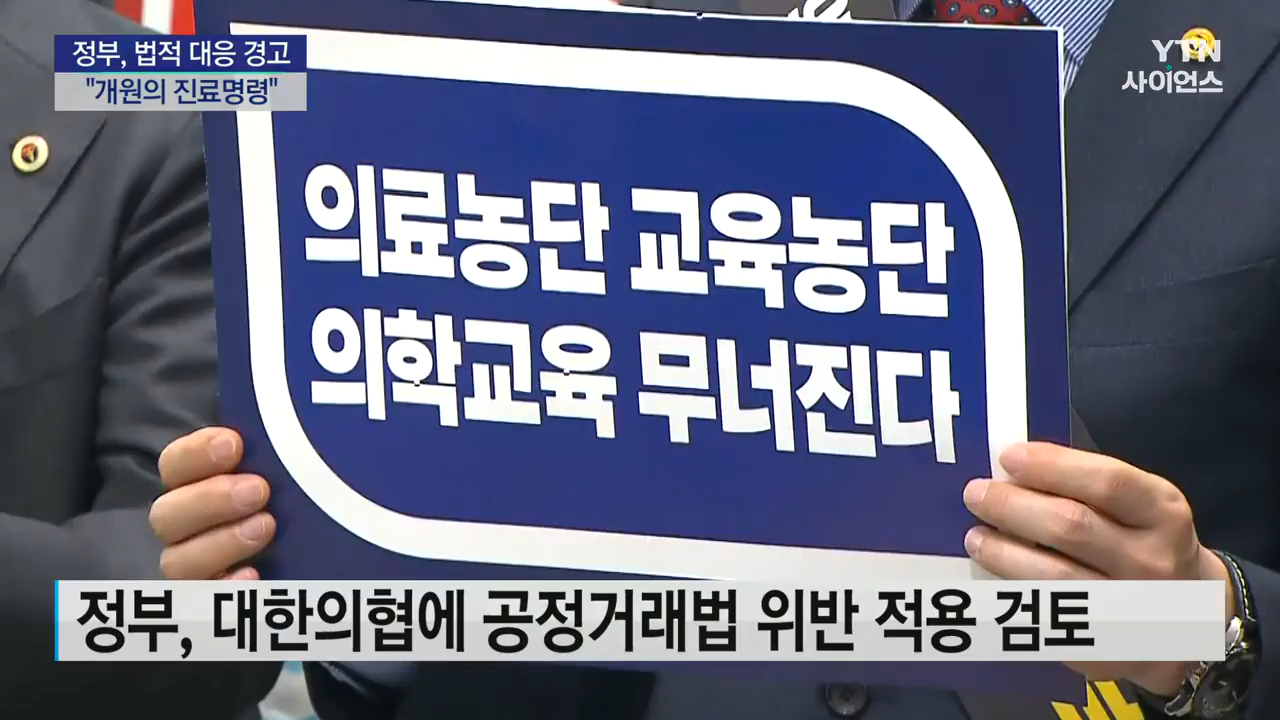 정부, 법적 대응 경고
"개원의 진료명령"
YTN
사이언스
의료농단 교육농단
의학교육 무너진다
정부, 대한의협에 공정거래법 위반 적용 검토